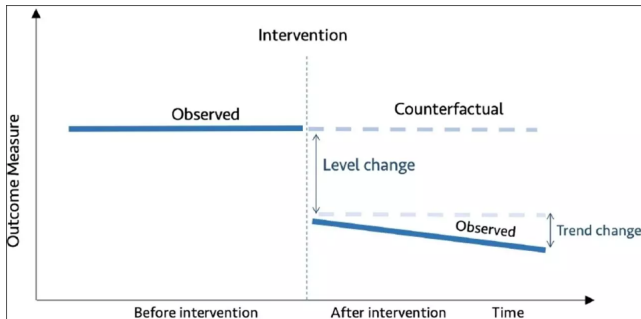 Intervention
Observed
Counterfactual
Level change
Observed
Trend change
Outcome Measure
Before intervention
After intervention
Time